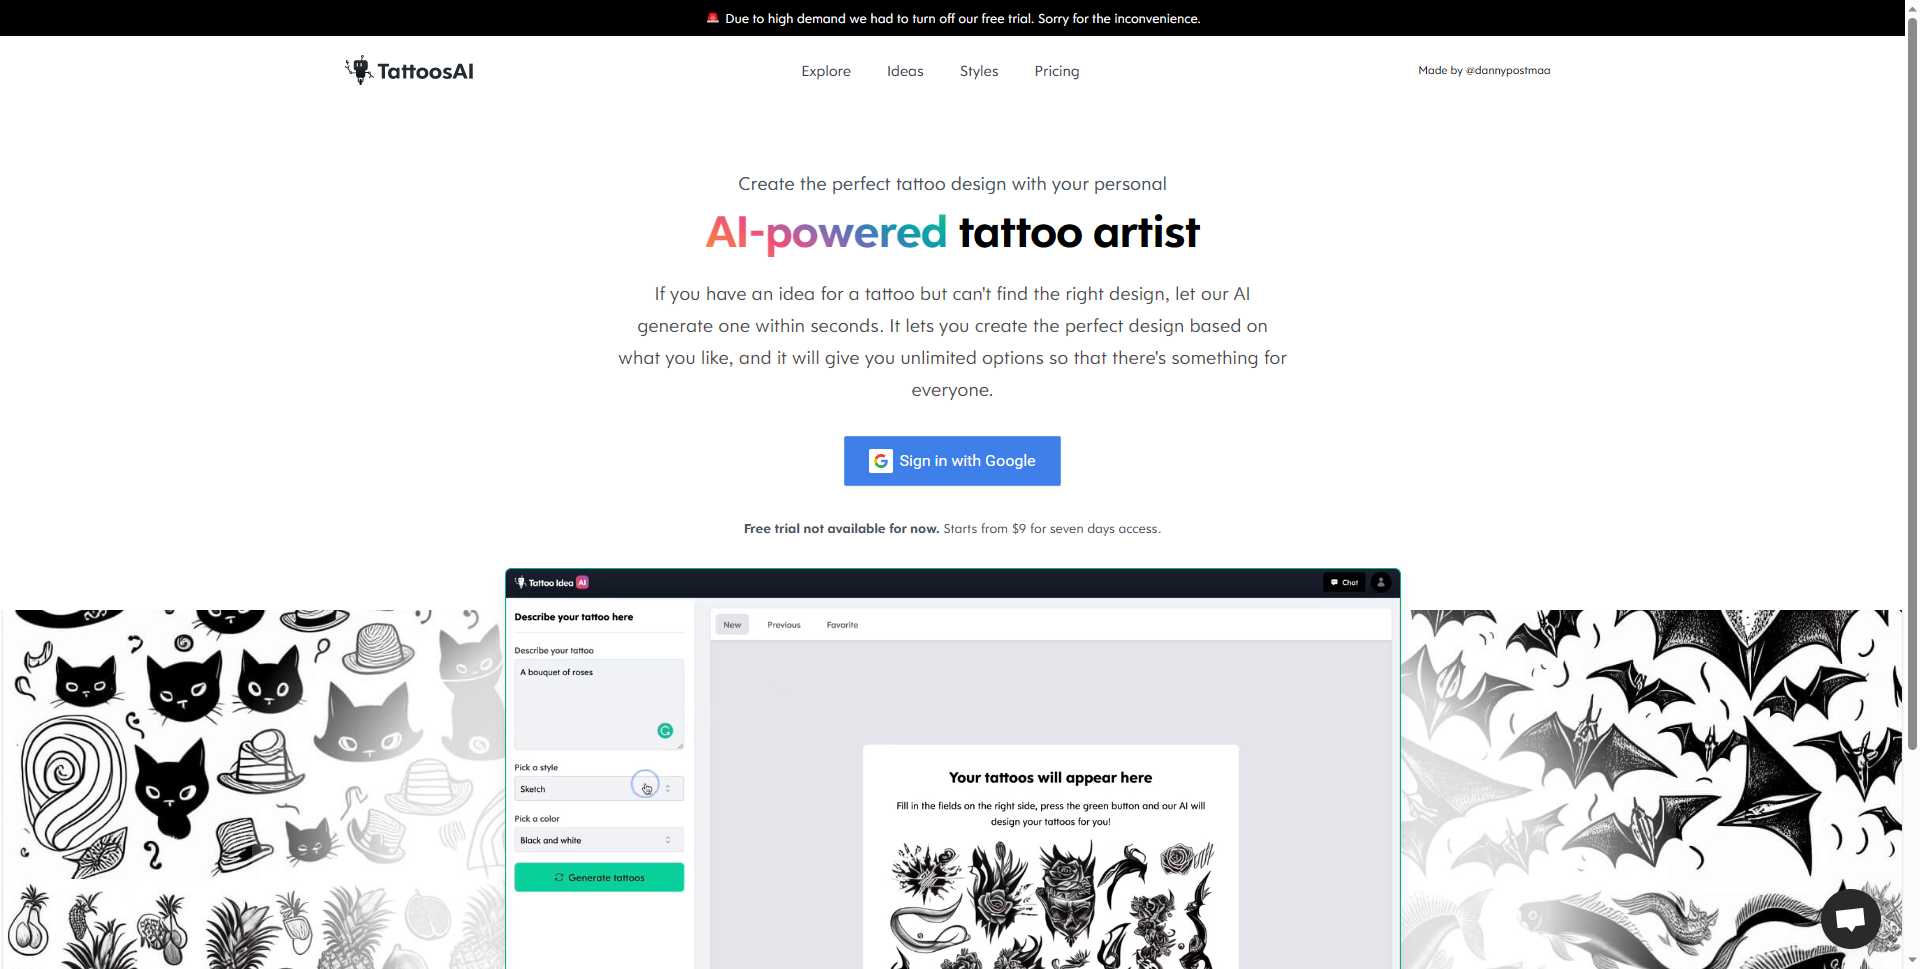 Due to high demand we had to turn off our free trial. Sorry for the inconvenience.
TattoosAI
Explore
Ideas
Styles
Pricing
Made by @dannypostmaa
Create the perfect tattoo design with your personal
AI-powered tattoo artist
If you have an idea for a tattoo but can't find the right design, let our AI
generate one within seconds. It lets you create the perfect design based on
what you like, and it will give you unlimited options so that there's something for
everyone.
Sign in with Google
Free trial not available for now. Starts from $9 for seven days access.
Tattoo Idea AI
Chat
Describe your tattoo here
Describe your tattoo
A bouquet of roses
Pick a style
Sketch
Pick a color
Black and white
Generate tattoos
New
Previous
Favorite
Your tattoos will appear here
Fill in the fields on the right side, press the green button and our AI will
design your tattoos for you!